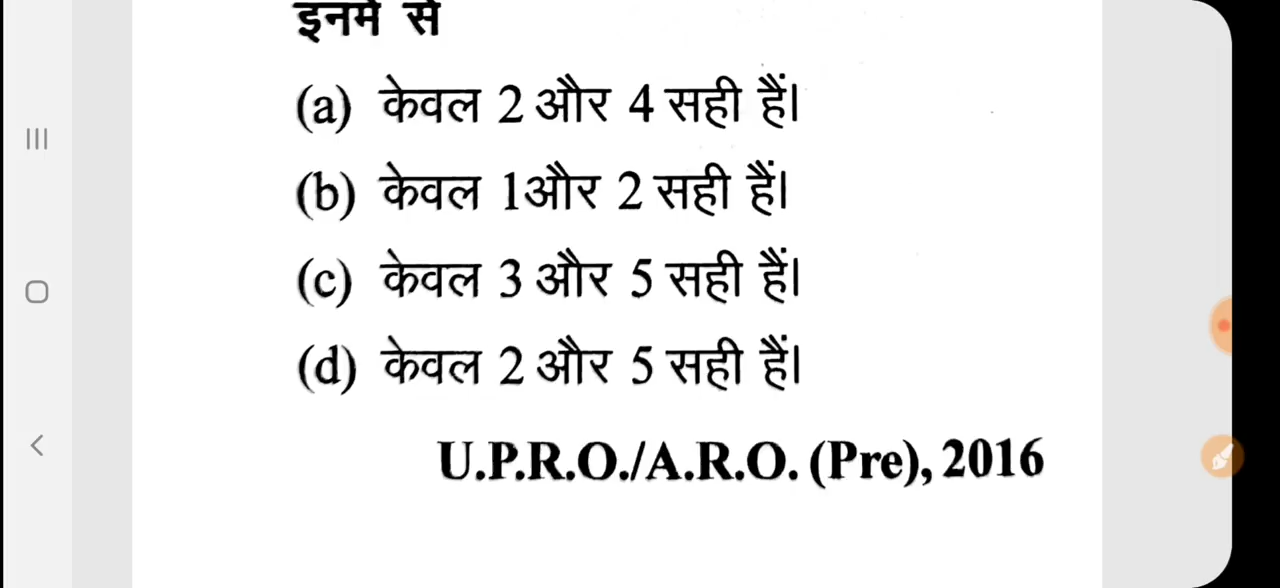 इनमें से
(a) केवल 2 और 4 सही हैं।
(b) केवल 1और 2 सही हैं।
(c) केवल 3 और 5 सही हैं।
(d) केवल 2 और 5 सही हैं।
U.P.R.O./A.R.O. (Pre), 2016